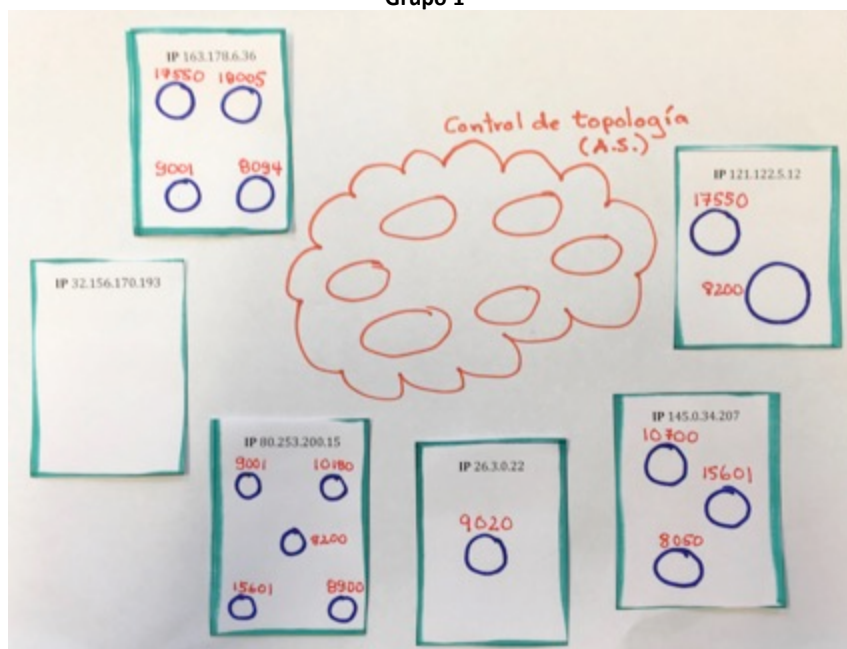 Grupo 1
IP 163.178.6.36
17550 18005
9001 8094
Control de topología
(A.S.)
IP 121.122.5.12
17550
8200
IP 32.156.170.193
IP 80.253.200.15
9001 10180
8200
15601 8900
IP 26.3.0.22
9020
IP 145.0.34.207
10700
15601
8050